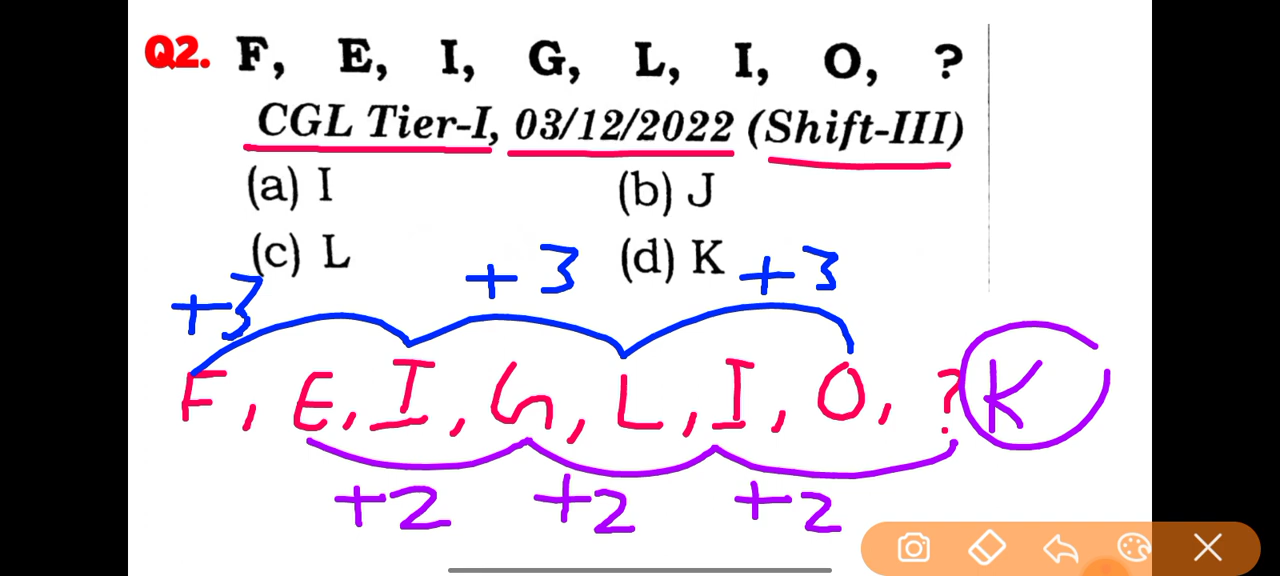 Q2. F, E, I, G, L, I, O, ?
CGL Tier-I, 03/12/2022 (Shift-III)
(a) I (b) J
(c) L (d) K
+3 +3 +3
F, E, I, G, L, I, O, ? K
+2 +2 +2